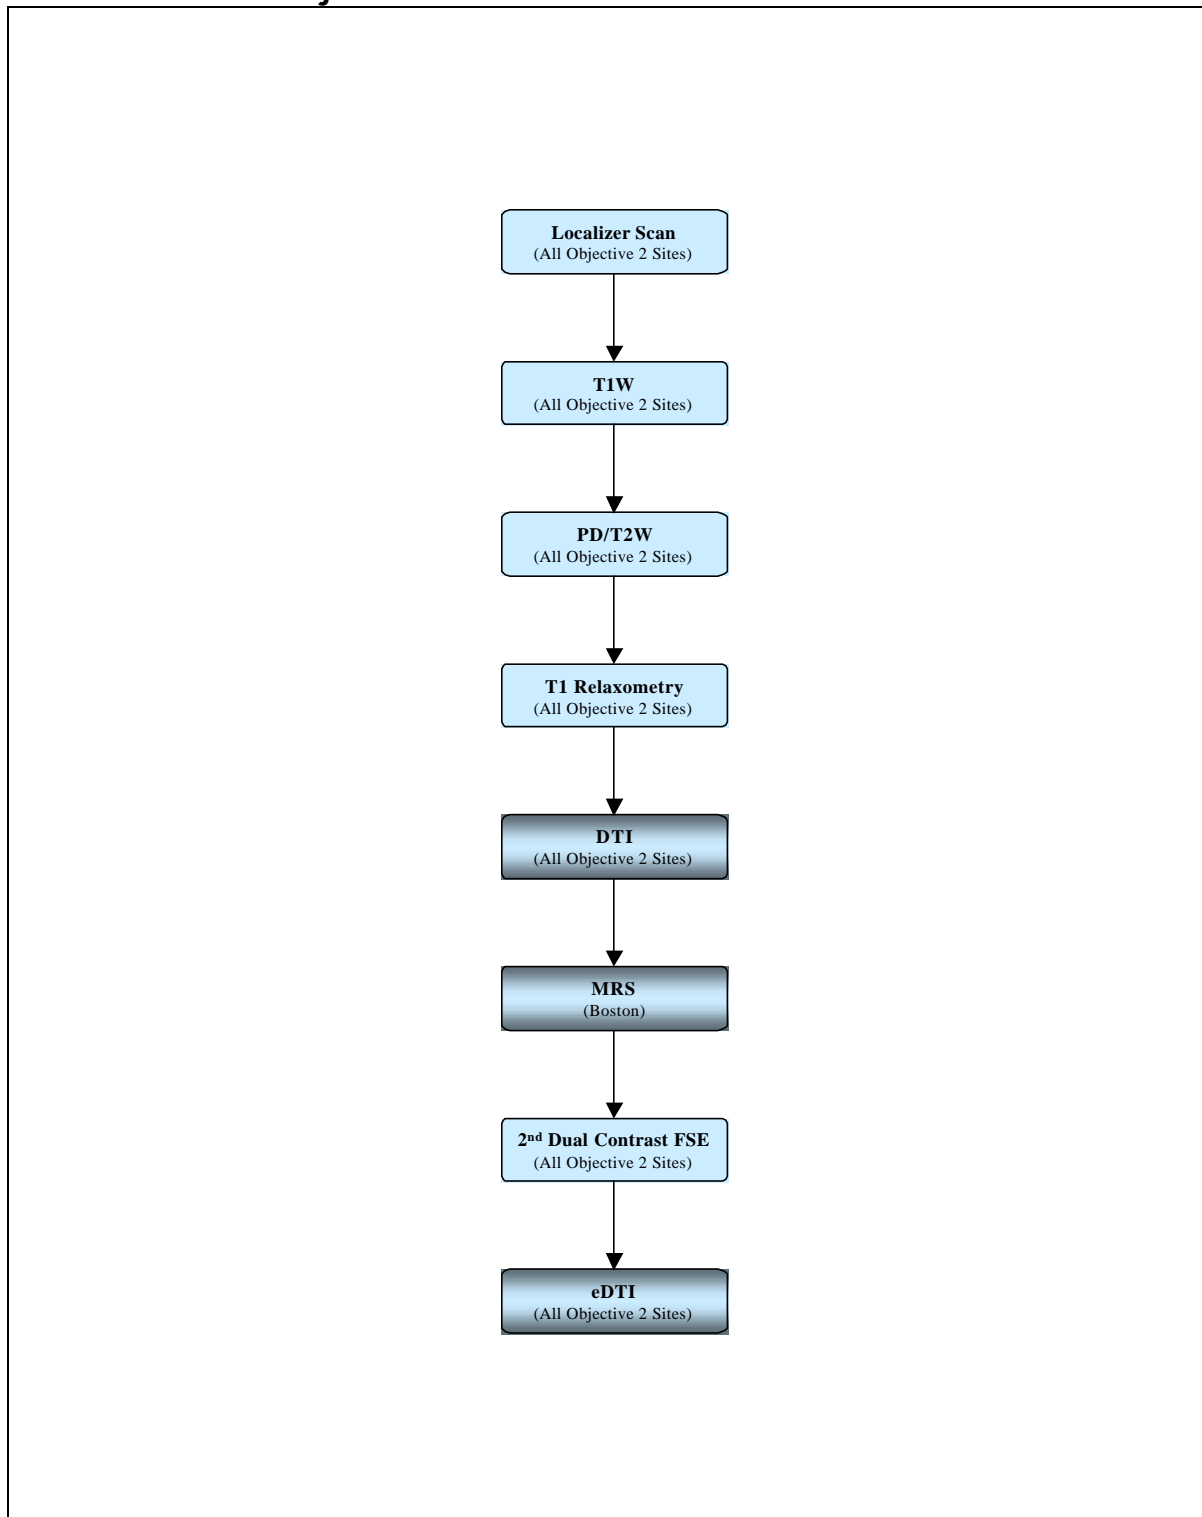 Localizer Scan
(All Objective 2 Sites)
T1W
(All Objective 2 Sites)
PD/T2W
(All Objective 2 Sites)
T1 Relaxometry
(All Objective 2 Sites)
DTI
(All Objective 2 Sites)
MRS
(Boston)
2nd Dual Contrast FSE
(All Objective 2 Sites)
eDTI
(All Objective 2 Sites)